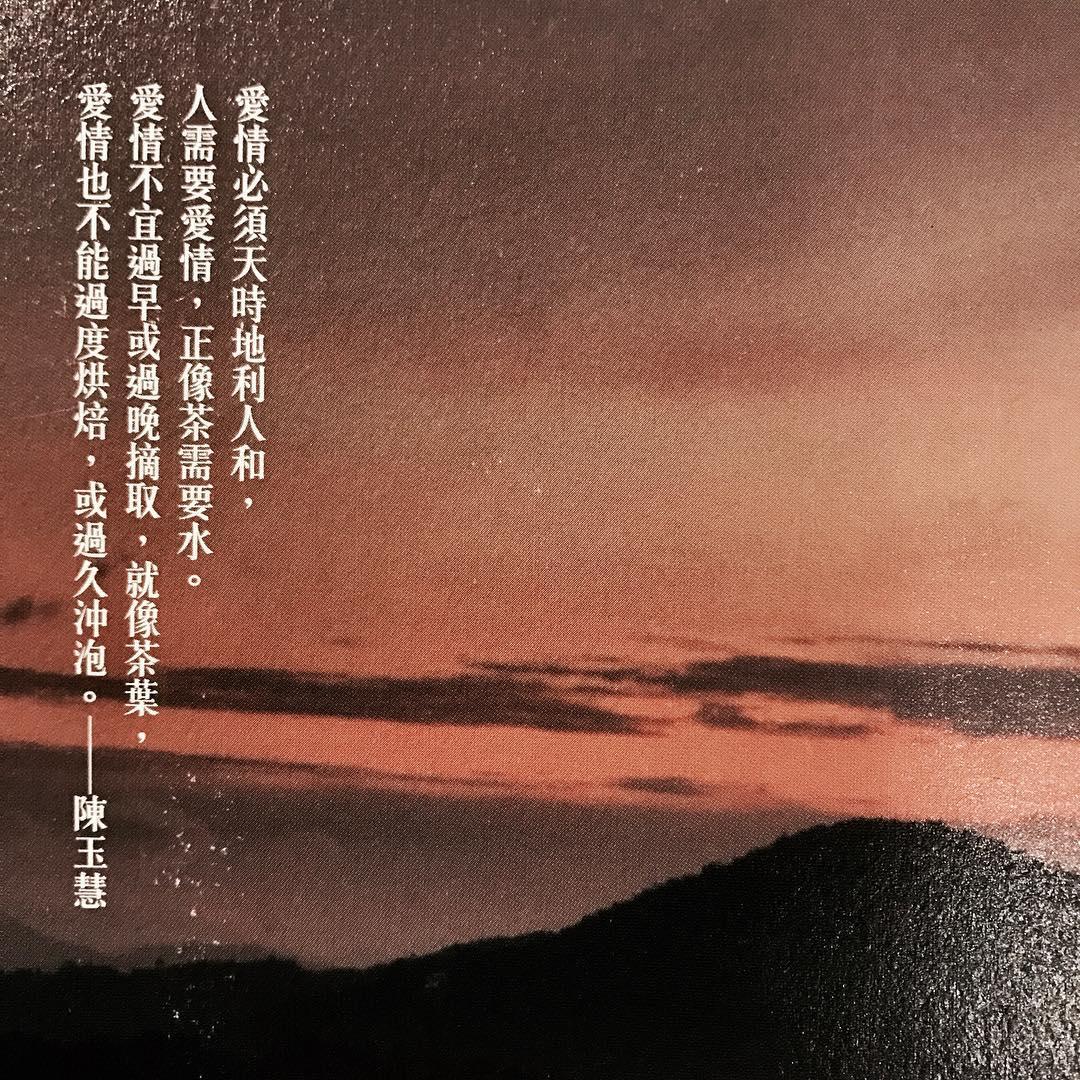 愛情必須天時地利人和，
人需要愛情，正像茶需要水。
愛情不宜過早或過晚摘取，就像茶葉，
愛情也不能過度烘焙，或過久沖泡。——陳玉慧